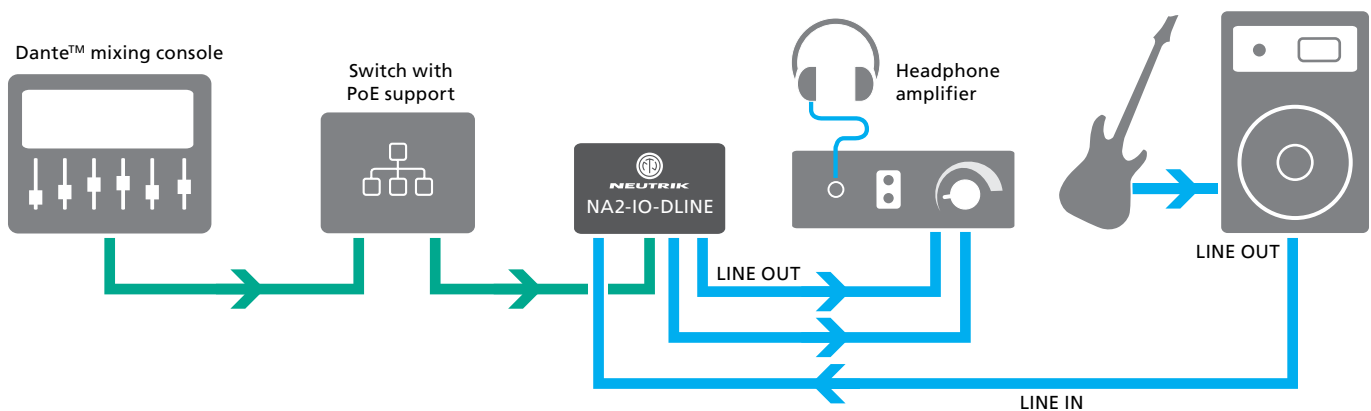 Dante™ mixing console
Switch with
PoE support
NEUTRIK
NA2-IO-DLINE
Headphone
amplifier
LINE OUT
LINE OUT
LINE IN